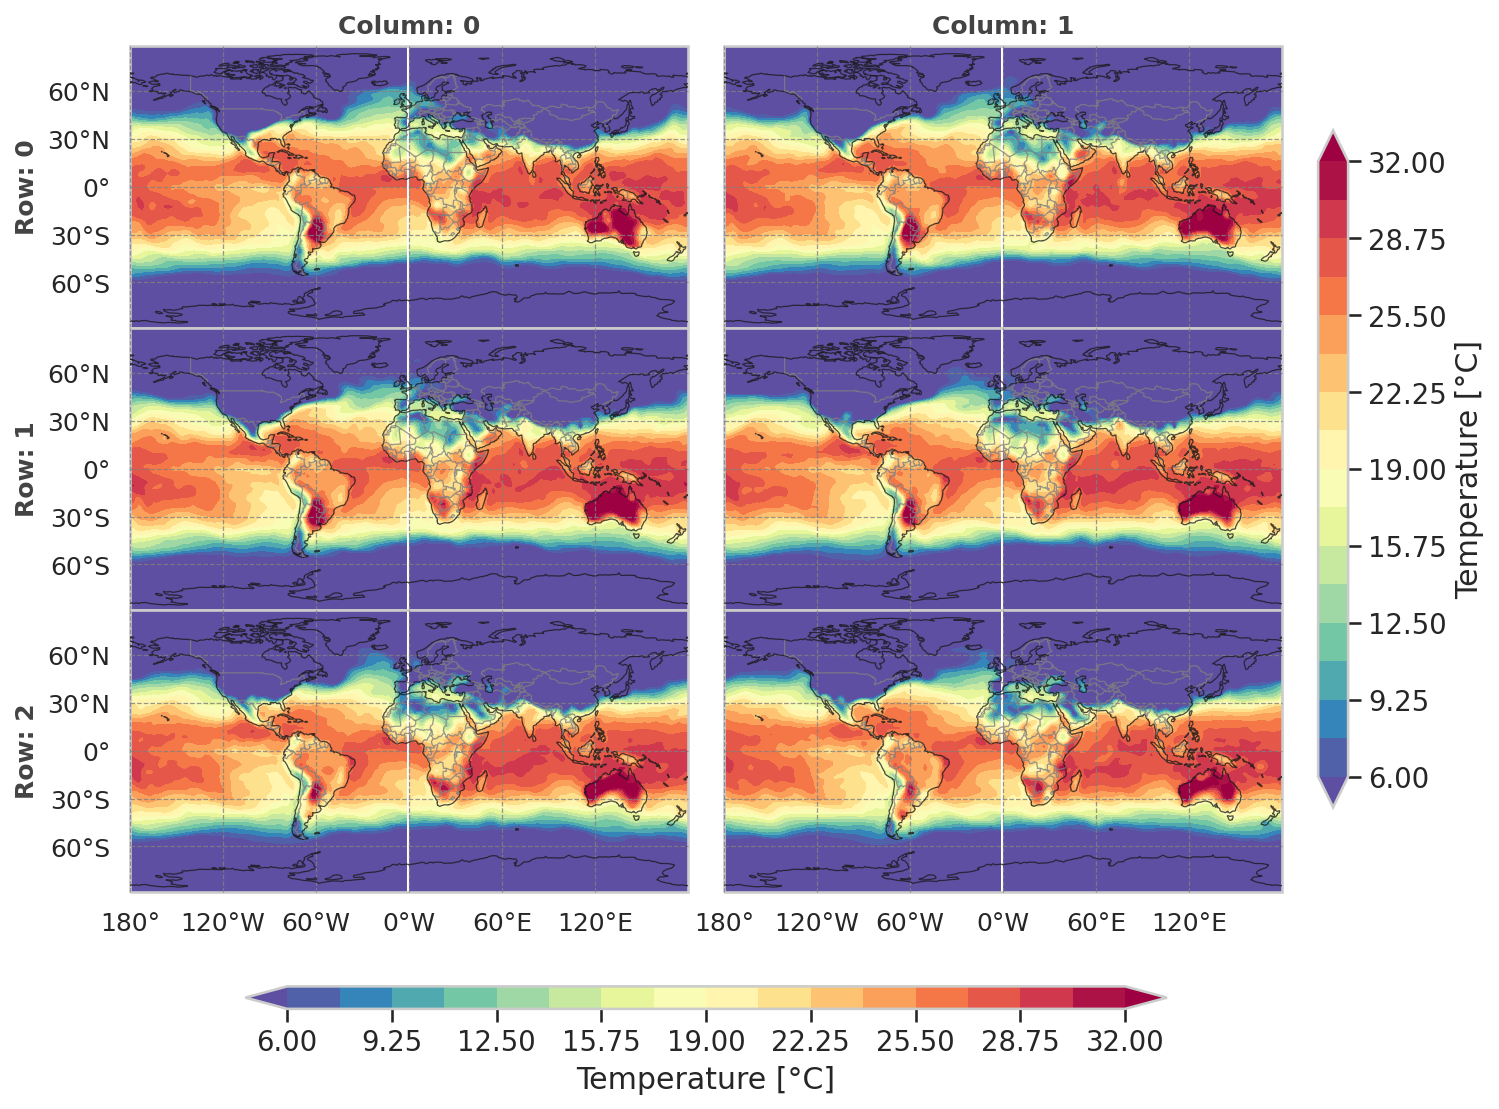 Column: 0
Column: 1
Row: 0
60°N
30°N
0°
30°S
60°S
Row: 1
60°N
30°N
0°
30°S
60°S
Row: 2
60°N
30°N
0°
30°S
60°S
180° 120°W 60°W 0°W 60°E 120°E
180° 120°W 60°W 0°W 60°E 120°E
32.00
28.75
25.50
22.25
19.00
15.75
12.50
9.25
6.00
Temperature [°C]
6.00 9.25 12.50 15.75 19.00 22.25 25.50 28.75 32.00
Temperature [°C]